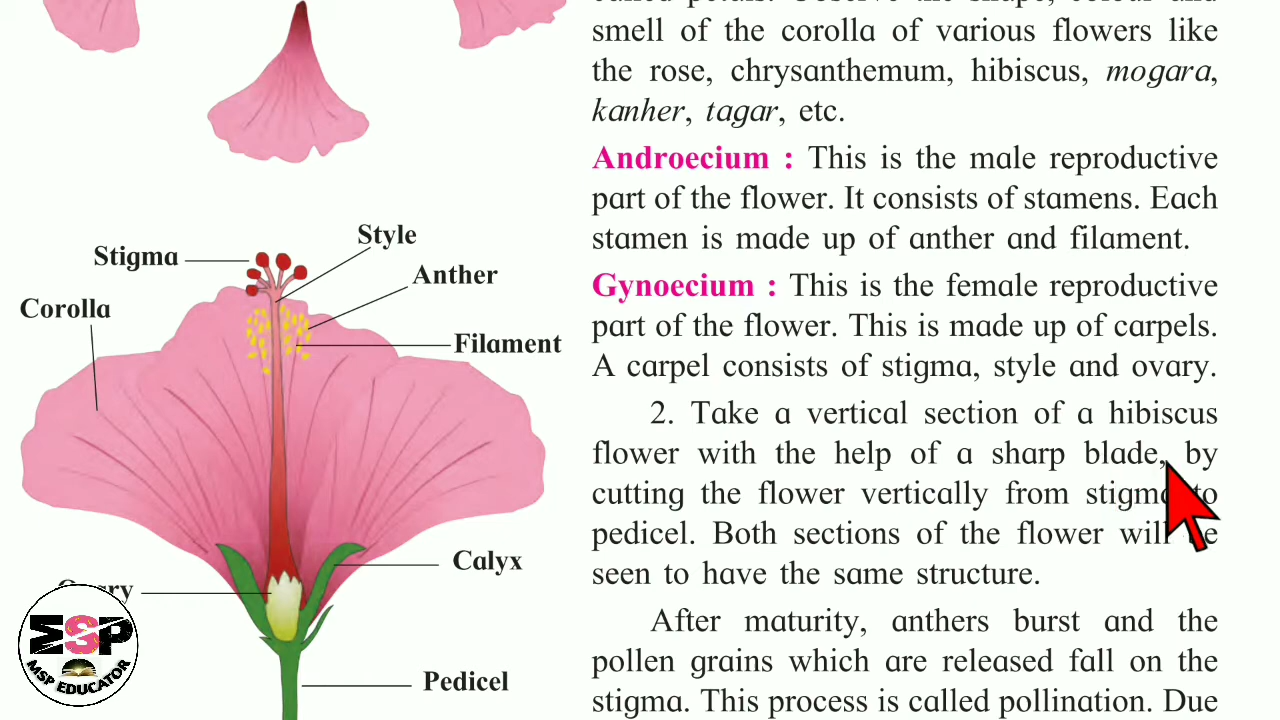 smell of the corolla of various flowers like
the rose, chrysanthemum, hibiscus, mogara,
kanher, tagar, etc.
Androecium : This is the male reproductive
part of the flower. It consists of stamens. Each
stamen is made up of anther and filament.
Gynoecium : This is the female reproductive
part of the flower. This is made up of carpels.
A carpel consists of stigma, style and ovary.
2. Take a vertical section of a hibiscus
flower with the help of a sharp blade, by
cutting the flower vertically from stigma to
pedicel. Both sections of the flower will be
seen to have the same structure.
After maturity, anthers burst and the
pollen grains which are released fall on the
stigma. This process is called pollination. Due
Style
Stigma
Anther
Corolla
Filament
Calyx
Ovary
Pedicel
MSP
MSP EDUCATOR